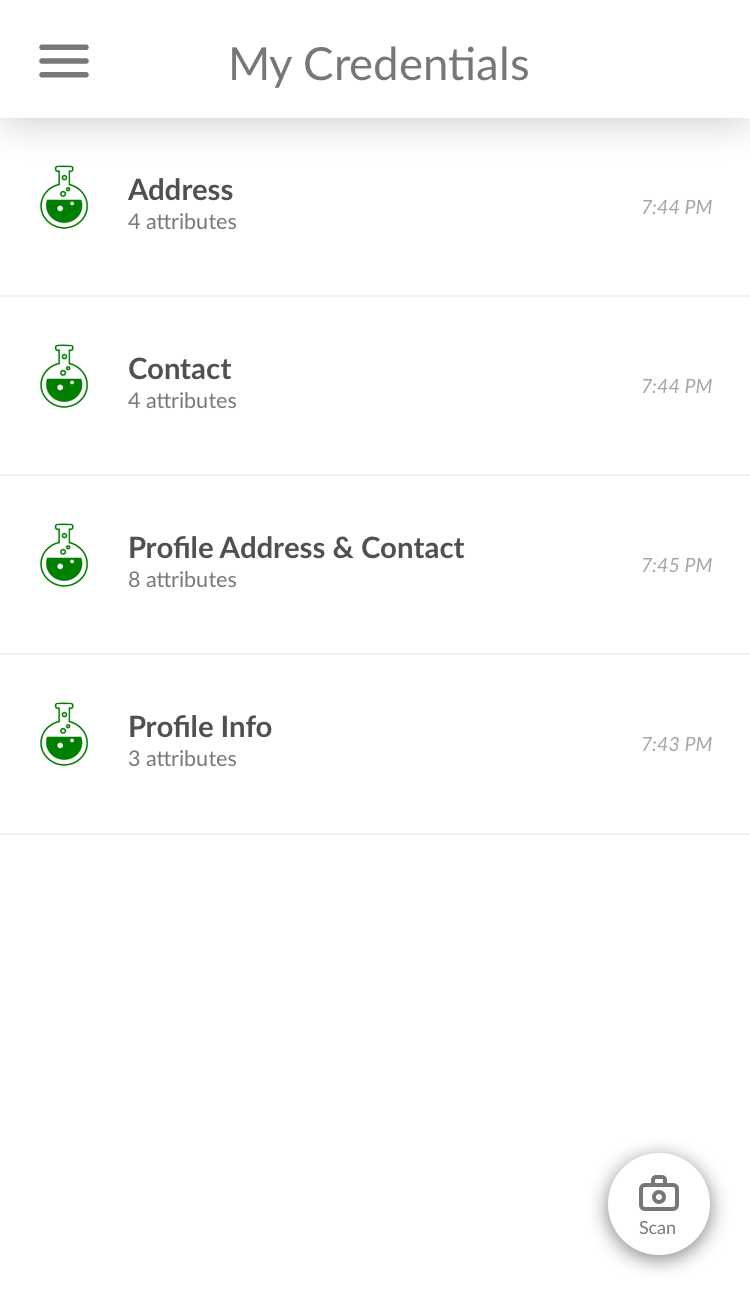 My Credentials
Address
4 attributes
7:44 PM
Contact
4 attributes
7:44 PM
Profile Address & Contact
8 attributes
7:45 PM
Profile Info
3 attributes
7:43 PM
Scan